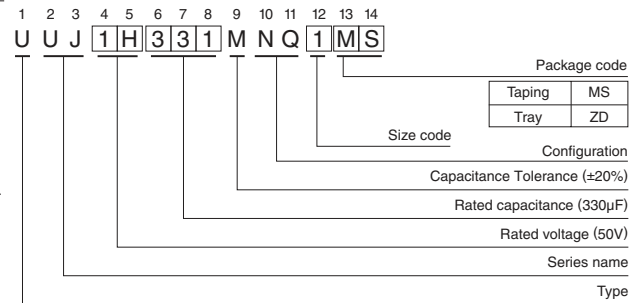 1 2 3 4 5 6 7 8 9 10 11 12 13 14
U U J 1 H 3 3 1 M N Q 1 M S
Package code
Taping MS
Tray ZD
Size code
Configuration
Capacitance Tolerance (±20%)
Rated capacitance (330µF)
Rated voltage (50V)
Series name
Type